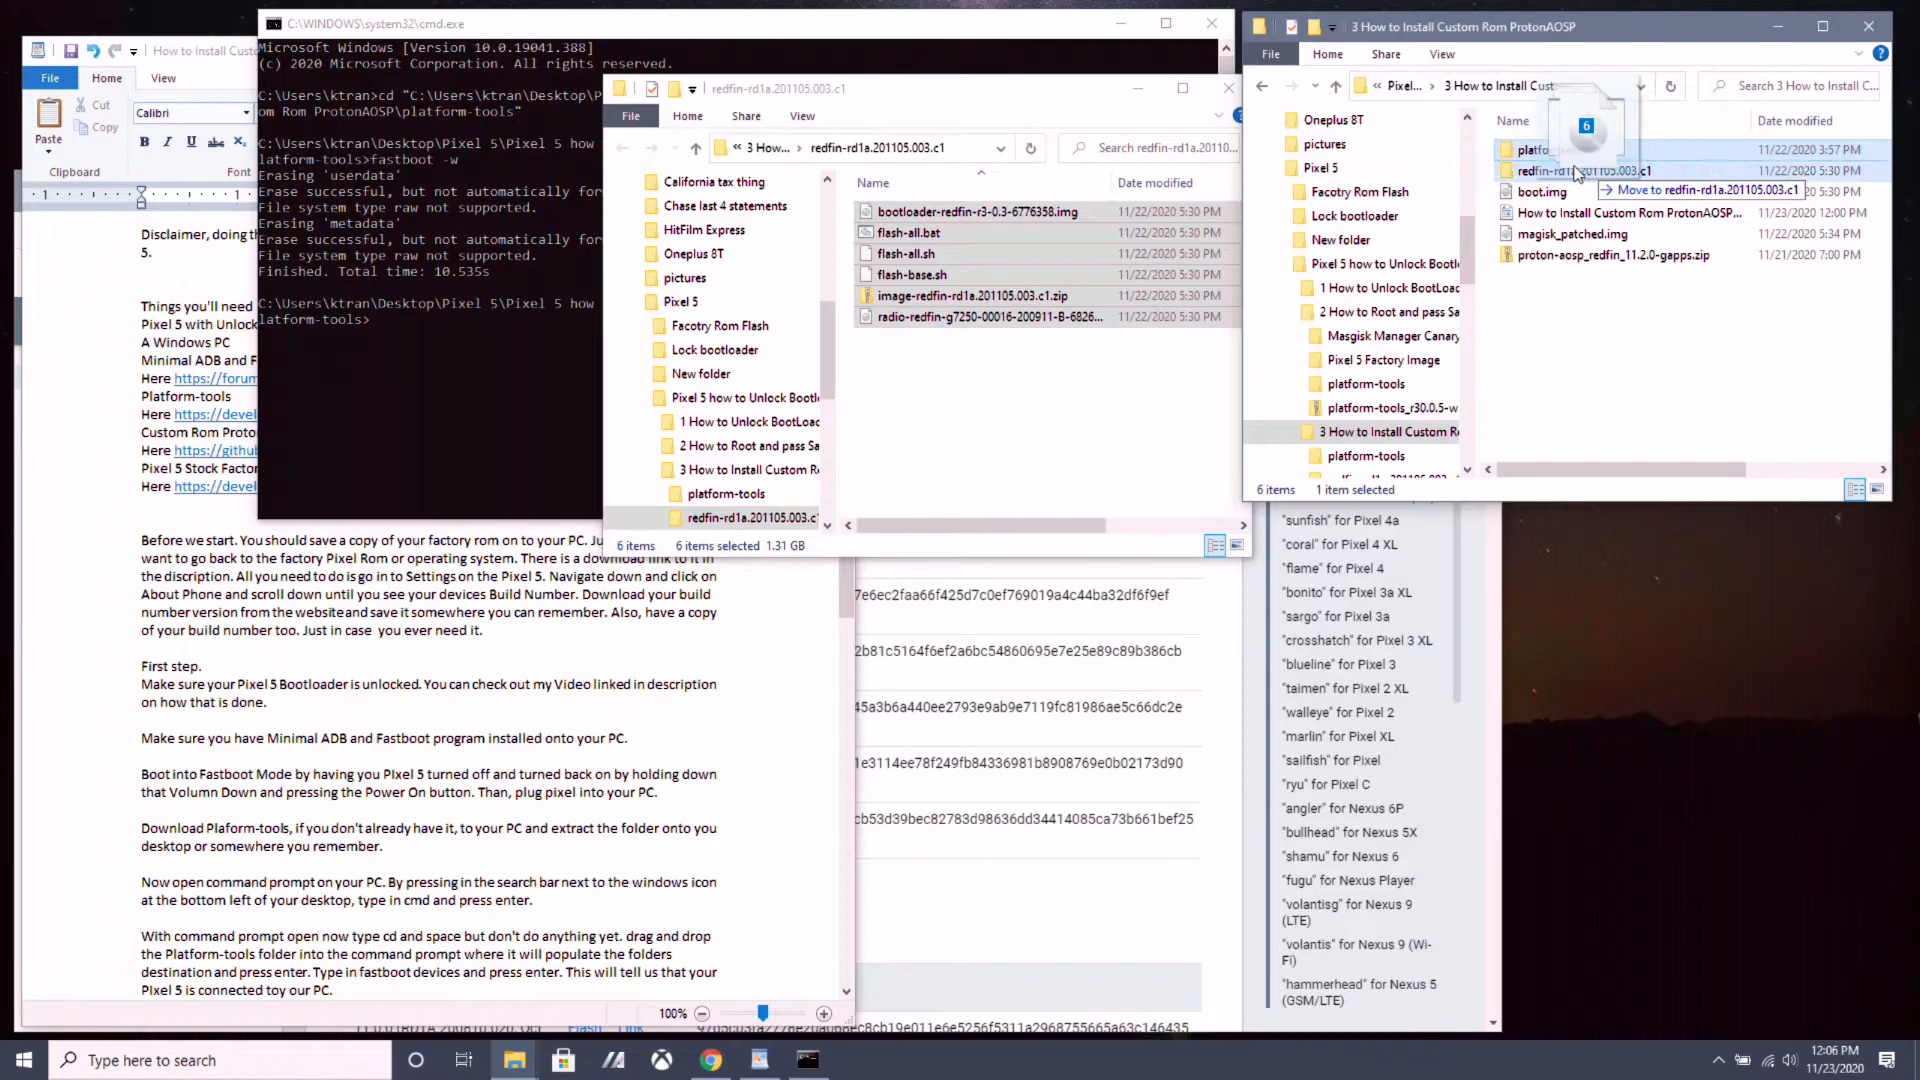 C:\WINDOWS\system32\cmd.exe
Microsoft Windows [Version 10.0.19041.388]
(c) 2020 Microsoft Corporation. All rights reserved.
C:\Users\ktran>cd "C:\Users\ktran\Desktop\P
om Rom ProtonAOSP\platform-tools"
C:\Users\ktran\Desktop\Pixel 5\Pixel 5 how
latform-tools>fastboot -w
Erasing 'userdata'
Erase successful, but not automatically for
File system type raw not supported.
Erasing 'metadata'
Erase successful, but not automatically for
File system type raw not supported.
Finished. Total time: 10.535s
C:\Users\ktran\Desktop\Pixel 5\Pixel 5 how
latform-tools>
How to Install Custo
File
Home
View
Paste
Cut
Copy
Clipboard
Calibri
B I U abc X₂
Font
1 1
Disclaimer, doing th
5.
Things you'll need
Pixel 5 with Unlock
A Windows PC
Minimal ADB and F
Here https://forum
Platform-tools
Here https://devel
Custom Rom Proto
Here https://github
Pixel 5 Stock Factor
Here https://devel
Before we start. You should save a copy of your factory rom on to your PC. Ju
want to go back to the factory Pixel Rom or operating system. There is a download link to it in
the discription. All you need to do is go in to Settings on the Pixel 5. Navigate down and click on
About Phone and scroll down until you see your devices Build Number. Download your build
number version from the website and save it somewhere you can remember. Also, have a copy
of your build number too. Just in case you ever need it.
First step.
Make sure your Pixel 5 Bootloader is unlocked. You can check out my Video linked in description
on how that is done.
Make sure you have Minimal ADB and Fastboot program installed onto your PC.
Boot into Fastboot Mode by having you PIxel 5 turned off and turned back on by holding down
that Volumn Down and pressing the Power On button. Than, plug pixel into your PC.
Download Plaform-tools, if you don't already have it, to your PC and extract the folder onto you
desktop or somewhere you remember.
Now open command prompt on your PC. By pressing in the search bar next to the windows icon
at the bottom left of your desktop, type in cmd and press enter.
With command prompt open now type cd and space but don't do anything yet. drag and drop
the Platform-tools folder into the command prompt where it will populate the folders
destination and press enter. Type in fastboot devices and press enter. This will tell us that your
PIxel 5 is connected toy our PC.
100%
redfin-rd1a.201105.003.c1
File
Home
Share
View
« 3 How... › redfin-rd1a.201105.003.c1
Search redfin-rd1a.20110...
California tax thing
Chase last 4 statements
HitFilm Express
Oneplus 8T
pictures
Pixel 5
Facotry Rom Flash
Lock bootloader
New folder
Pixel 5 how to Unlock Bootl
1 How to Unlock BootLoa
2 How to Root and pass Sa
3 How to Install Custom R
platform-tools
redfin-rd1a.201105.003.c1
Name
Date modified
bootloader-redfin-r3-0.3-6776358.img 11/22/2020 5:30 PM
flash-all.bat 11/22/2020 5:30 PM
flash-all.sh 11/22/2020 5:30 PM
flash-base.sh 11/22/2020 5:30 PM
image-redfin-rd1a.201105.003.c1.zip 11/22/2020 5:30 PM
radio-redfin-g7250-00016-200911-B-6826... 11/22/2020 5:30 PM
6 items 6 items selected 1.31 GB
3 How to Install Custom Rom ProtonAOSP
File
Home
Share
View
« Pixel... › 3 How to Install Cust
Search 3 How to Install C...
Oneplus 8T
pictures
Pixel 5
Facotry Rom Flash
Lock bootloader
New folder
Pixel 5 how to Unlock Bootl
1 How to Unlock BootLoac
2 How to Root and pass Sa
Masgisk Manager Canary
Pixel 5 Factory Image
platform-tools
platform-tools_r30.0.5-w
3 How to Install Custom R
platform-tools
Name
Date modified
6
platfo 11/22/2020 3:57 PM
redfin-rd1a.201105.003.c1 11/22/2020 5:30 PM
boot.img 2020 5:30 PM
Move to redfin-rd1a.201105.003.c1
How to Install Custom Rom ProtonAOSP... 11/23/2020 12:00 PM
magisk_patched.img 11/22/2020 5:34 PM
proton-aosp_redfin_11.2.0-gapps.zip 11/21/2020 7:00 PM
6 items 1 item selected
7e6ec2faa66f425d7c0ef769019a4c44ba32df6f9ef
2b81c5164f6ef2a6bc54860695e7e25e89c89b386cb
45a3b6a440ee2793e9ab9e7119fc81986ae5c66dc2e
1e3114ee78f249fb84336981b8908769e0b02173d90
cb53d39bec82783d98636dd34414085ca73b661bef25
"sunfish" for Pixel 4a
"coral" for Pixel 4 XL
"flame" for Pixel 4
"bonito" for Pixel 3a XL
"sargo" for Pixel 3a
"crosshatch" for Pixel 3 XL
"blueline" for Pixel 3
"taimen" for Pixel 2 XL
"walleye" for Pixel 2
"marlin" for Pixel XL
"sailfish" for Pixel
"ryu" for Pixel C
"angler" for Nexus 6P
"bullhead" for Nexus 5X
"shamu" for Nexus 6
"fugu" for Nexus Player
"volantisg" for Nexus 9
(LTE)
"volantis" for Nexus 9 (Wi-
Fi)
"hammerhead" for Nexus 5
(GSM/LTE)
Type here to search
12:06 PM
11/23/2020